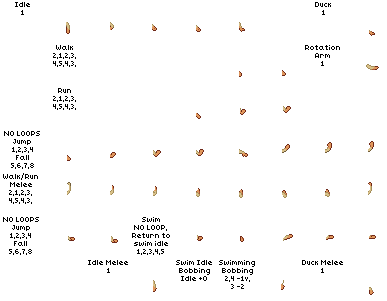 Idle
1
Duck
1
Walk
2,1,2,3,
4,5,4,3,
Rotation
Arm
1
Run
2,1,2,3,
4,5,4,3,
NO LOOPS
Jump
1,2,3,4
Fall
5,6,7,8
Walk/Run
Melee
2,1,2,3,
4,5,4,3,
NO LOOPS
Jump
1,2,3,4
Fall
5,6,7,8
Swim
NO LOOP,
Return to
swim idle
1,2,3,4,5
Idle Melee
1
Swim Idle
Bobbing
Idle +0
Swimming
Bobbing
2,4 -1v,
3 -2
Duck Melee
1